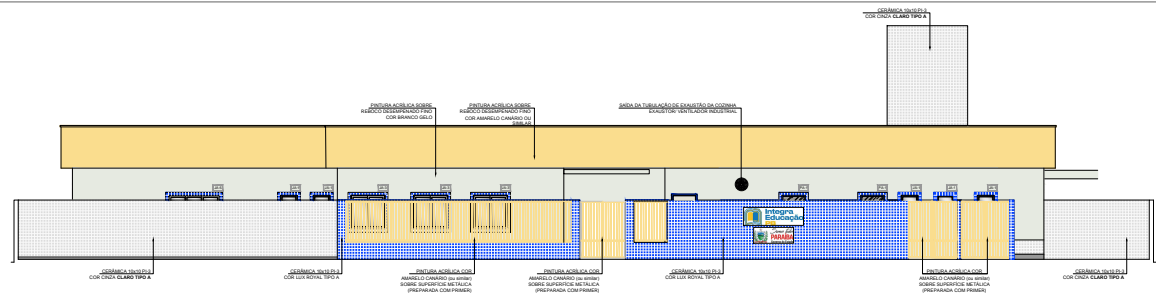 CERÂMICA 10x10 PI-3
COR CINZA CLARO TIPO A
PINTURA ACRÍLICA SOBRE
REBOCO DESEMPENADO FINO
COR BRANCO GELO
PINTURA ACRÍLICA SOBRE
REBOCO DESEMPENADO FINO
COR AMARELO CANÁRIO OU
SIMILAR
SAÍDA DA TUBULAÇÃO DE EXAUSTÃO DA COZINHA
EXAUSTOR/ VENTILADOR INDUSTRIAL
Integra
Educação
PARAÍBA
CERÂMICA 10x10 PI-3
COR CINZA CLARO TIPO A
CERÂMICA 10x10 PI-3
COR LUX ROYAL TIPO A
PINTURA ACRÍLICA COR
AMARELO CANÁRIO (ou similar)
SOBRE SUPERFÍCIE METÁLICA
(PREPARADA COM PRIMER)
PINTURA ACRÍLICA COR
AMARELO CANÁRIO (ou similar)
SOBRE SUPERFÍCIE METÁLICA
(PREPARADA COM PRIMER)
CERÂMICA 10x10 PI-3
COR LUX ROYAL TIPO A
PINTURA ACRÍLICA COR
AMARELO CANÁRIO (ou similar)
SOBRE SUPERFÍCIE METÁLICA
(PREPARADA COM PRIMER)
CERÂMICA 10x10 PI-3
COR CINZA CLARO TIPO A